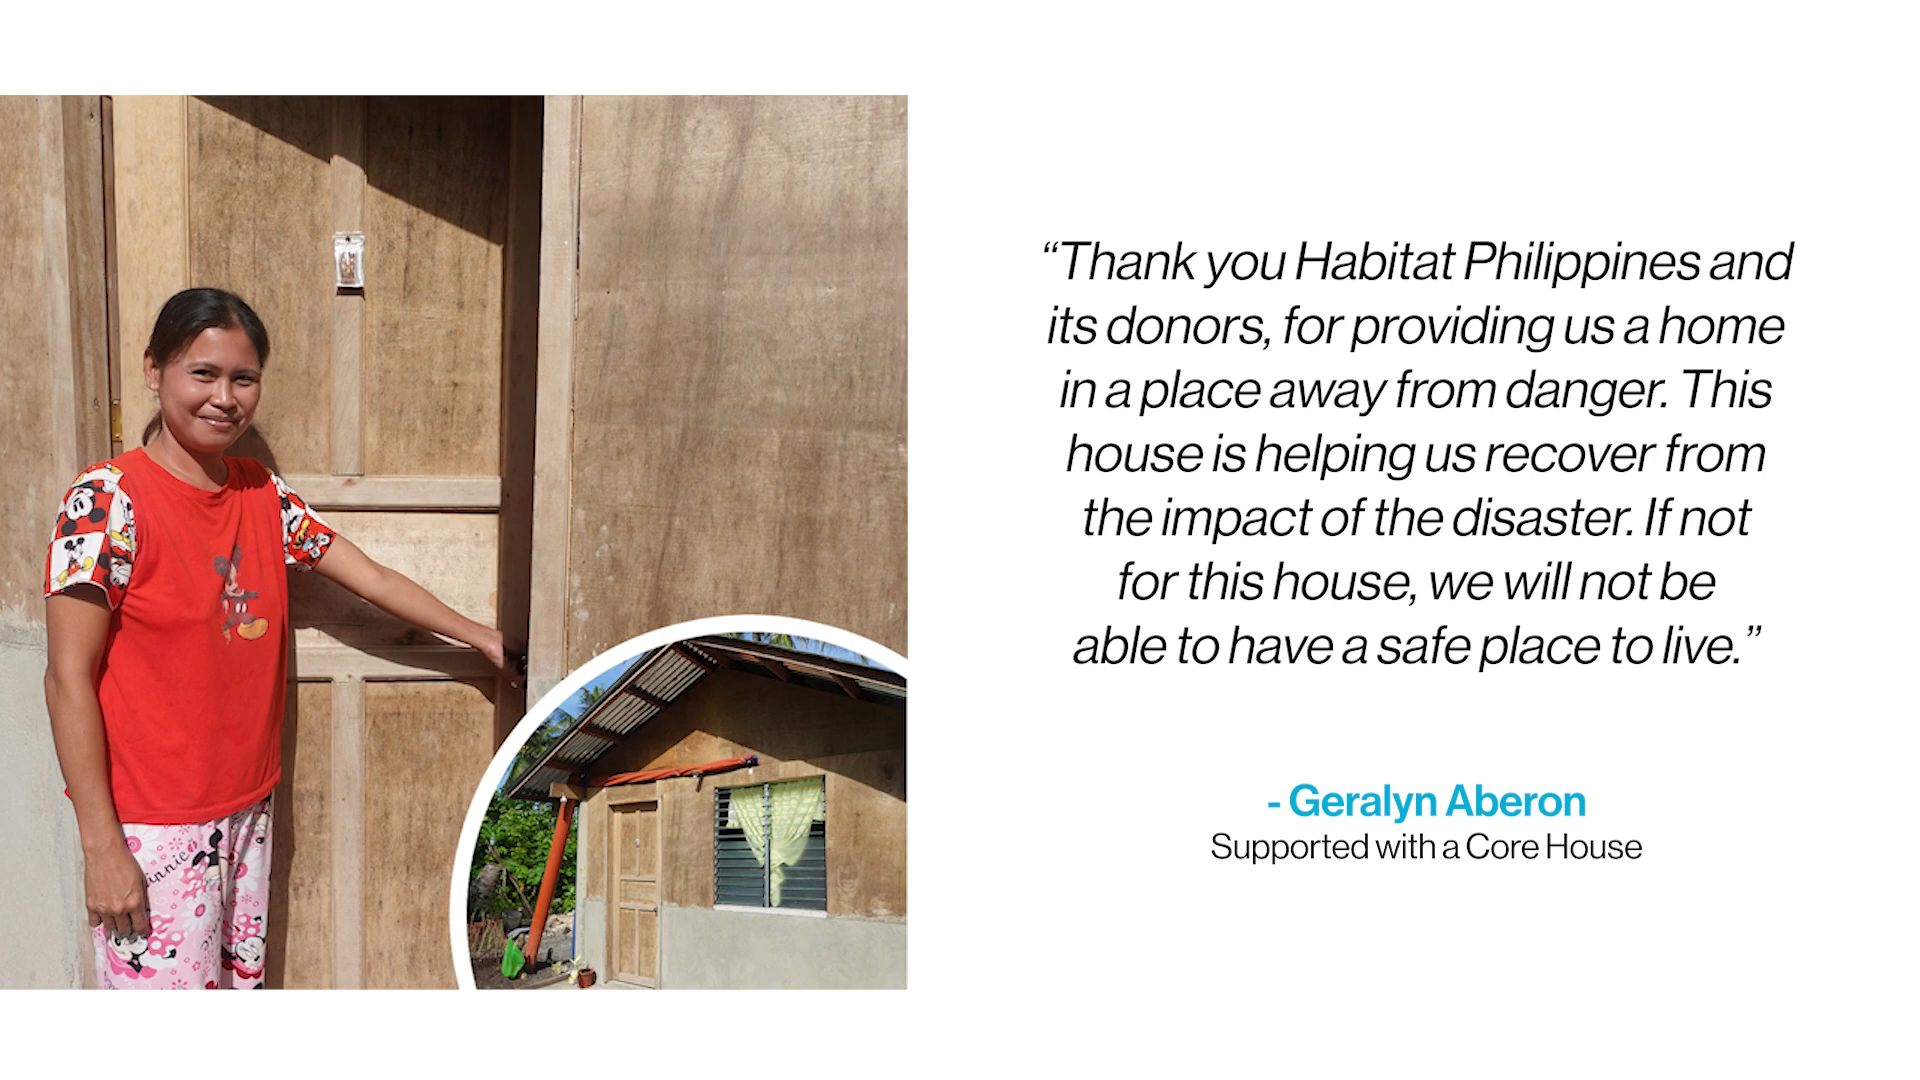 “Thank you Habitat Philippines and
its donors, for providing us a home
in a place away from danger. This
house is helping us recover from
the impact of the disaster. If not
for this house, we will not be
able to have a safe place to live.”
- Geralyn Aberon
Supported with a Core House
innie